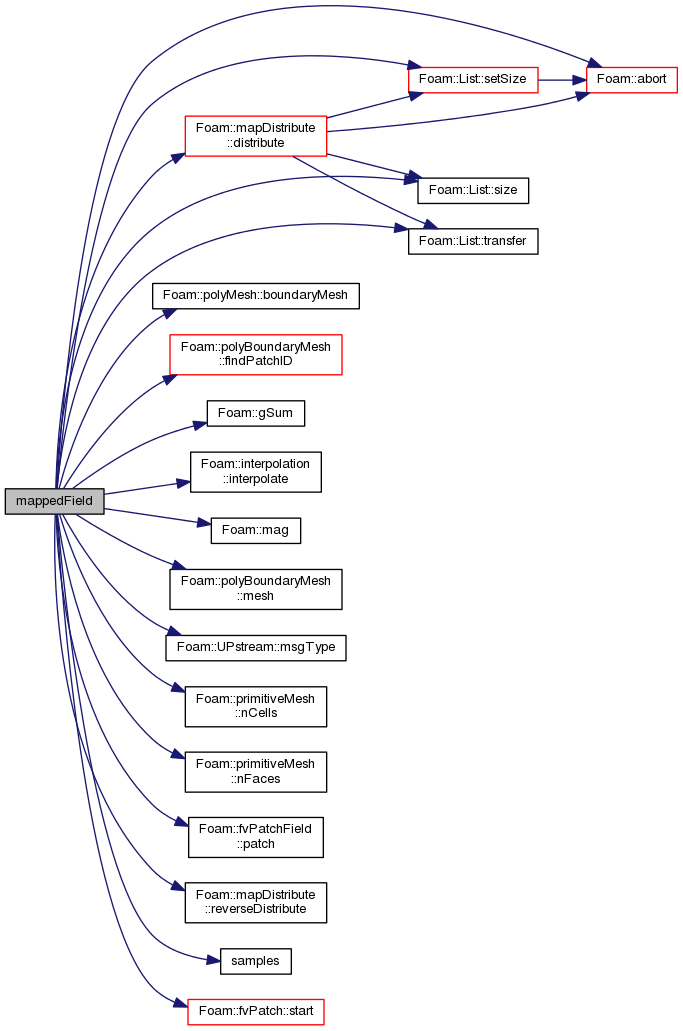 Foam::List::setSize
Foam::abort
Foam::mapDistribute
::distribute
Foam::List::size
Foam::List::transfer
Foam::polyMesh::boundaryMesh
Foam::polyBoundaryMesh
::findPatchID
Foam::gSum
Foam::interpolation
::interpolate
mappedField
Foam::mag
Foam::polyBoundaryMesh
::mesh
Foam::UPstream::msgType
Foam::primitiveMesh
::nCells
Foam::primitiveMesh
::nFaces
Foam::fvPatchField
::patch
Foam::mapDistribute
::reverseDistribute
samples
Foam::fvPatch::start